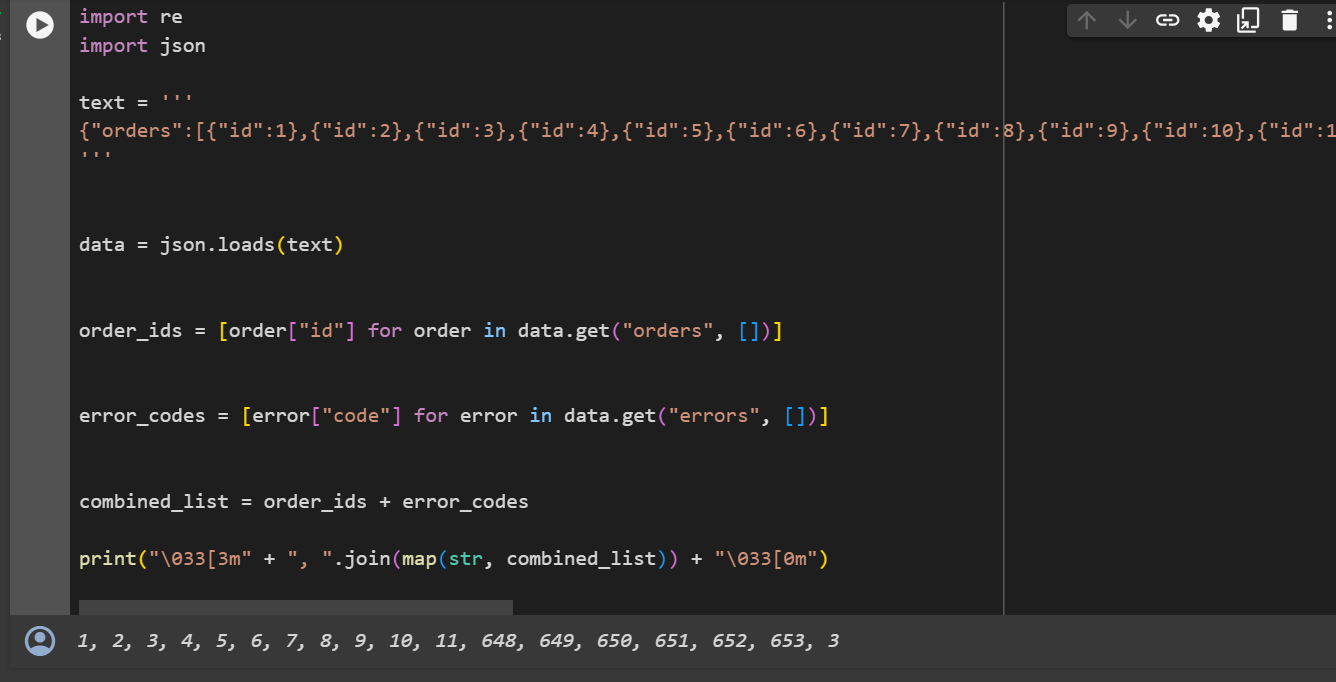 import re
import json
text = '''
{"orders":[{"id":1},{"id":2},{"id":3},{"id":4},{"id":5},{"id":6},{"id":7},{"id":8},{"id":9},{"id":10},{"id":1
'''
data = json.loads(text)
order_ids = [order["id"] for order in data.get("orders", [])]
error_codes = [error["code"] for error in data.get("errors", [])]
combined_list = order_ids + error_codes
print("\033[3m" + ", ".join(map(str, combined_list)) + "\033[0m")
1, 2, 3, 4, 5, 6, 7, 8, 9, 10, 11, 648, 649, 650, 651, 652, 653, 3